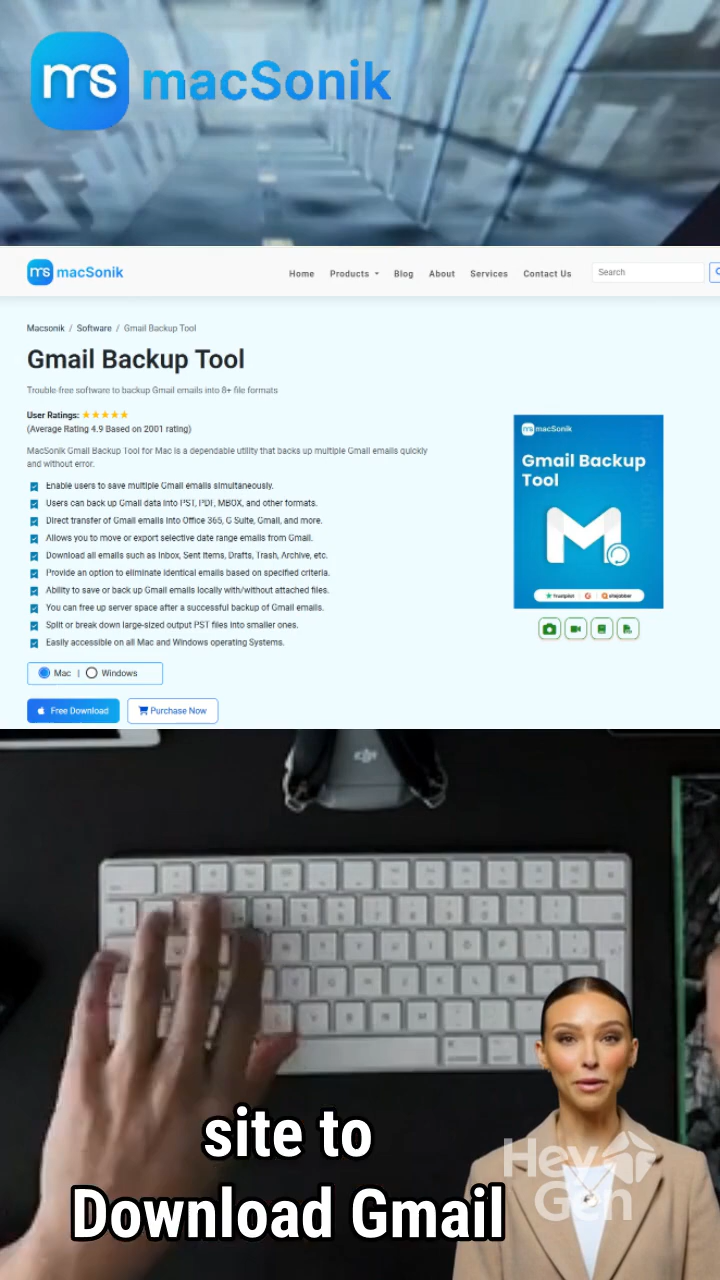 ms macSonik
ms macSonik
Home Products Blog About Services Contact Us Search
Macsonik / Software / Gmail Backup Tool
Gmail Backup Tool
Trouble-free software to backup Gmail emails into 8+ file formats
User Ratings: ★★★★★
(Average Rating 4.9 Based on 2001 rating)
MacSonik Gmail Backup Tool for Mac is a dependable utility that backs up multiple Gmail emails quickly
and without error.
Enable users to save multiple Gmail emails simultaneously.
Users can back up Gmail data into PST, PDF, MBOX, and other formats.
Direct transfer of Gmail emails into Office 365, G Suite, Gmail, and more.
Allows you to move or export selective date range emails from Gmail.
Download all emails such as Inbox, Sent Items, Drafts, Trash, Archive, etc.
Provide an option to eliminate identical emails based on specified criteria.
Ability to save or back up Gmail emails locally with/without attached files.
You can free up server space after a successful backup of Gmail emails.
Split or break down large-sized output PST files into smaller ones.
Easily accessible on all Mac and Windows operating Systems.
Mac | Windows
Free Download Purchase Now
ms macSonik
Gmail Backup
Tool
Trustpilot | G | sitejabber
dji
site to
Download Gmail
HeyGen